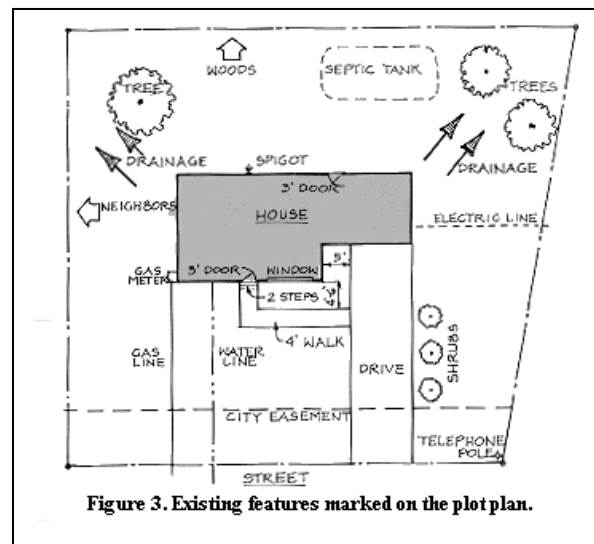 WOODS
SEPTIC TANK
TREE
TREES
DRAINAGE
SPIGOT
DRAINAGE
3' DOOR
NEIGHBORS
HOUSE
ELECTRIC LINE
GAS METER
3' DOOR
WINDOW
5'
2 STEPS
4' WALK
GAS LINE
WATER LINE
DRIVE
SHRUBS
CITY EASEMENT
TELEPHONE POLE
STREET
Figure 3. Existing features marked on the plot plan.